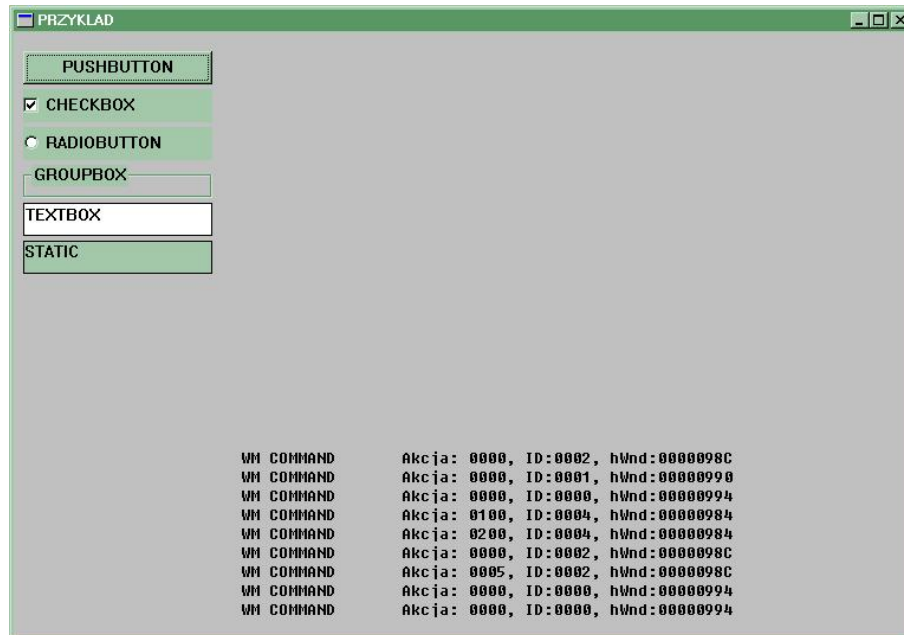 PRZYKLAD
PUSHBUTTON
CHECKBOX
RADIOBUTTON
GROUPBOX
TEXTBOX
STATIC
WM COMMAND Akcja: 0000, ID:0002, hWnd:0000098C
WM COMMAND Akcja: 0000, ID:0001, hWnd:00000990
WM COMMAND Akcja: 0000, ID:0000, hWnd:00000994
WM COMMAND Akcja: 0100, ID:0004, hWnd:00000984
WM COMMAND Akcja: 0200, ID:0004, hWnd:00000984
WM COMMAND Akcja: 0000, ID:0002, hWnd:0000098C
WM COMMAND Akcja: 0005, ID:0002, hWnd:0000098C
WM COMMAND Akcja: 0000, ID:0000, hWnd:00000994
WM COMMAND Akcja: 0000, ID:0000, hWnd:00000994